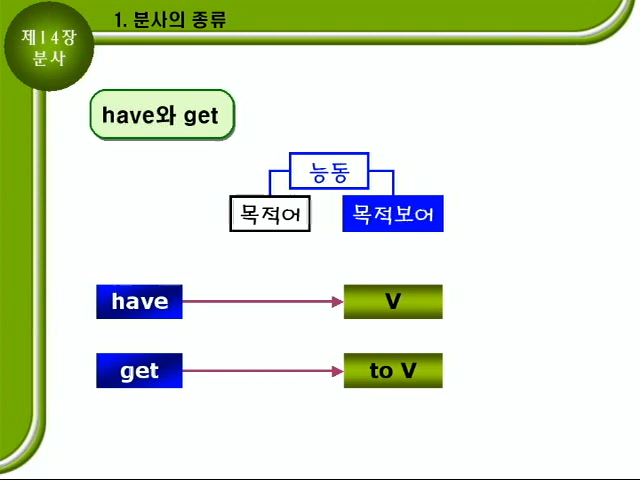 제14장
분사
1. 분사의 종류
have와 get
능동
목적어 목적보어
have V
get to V